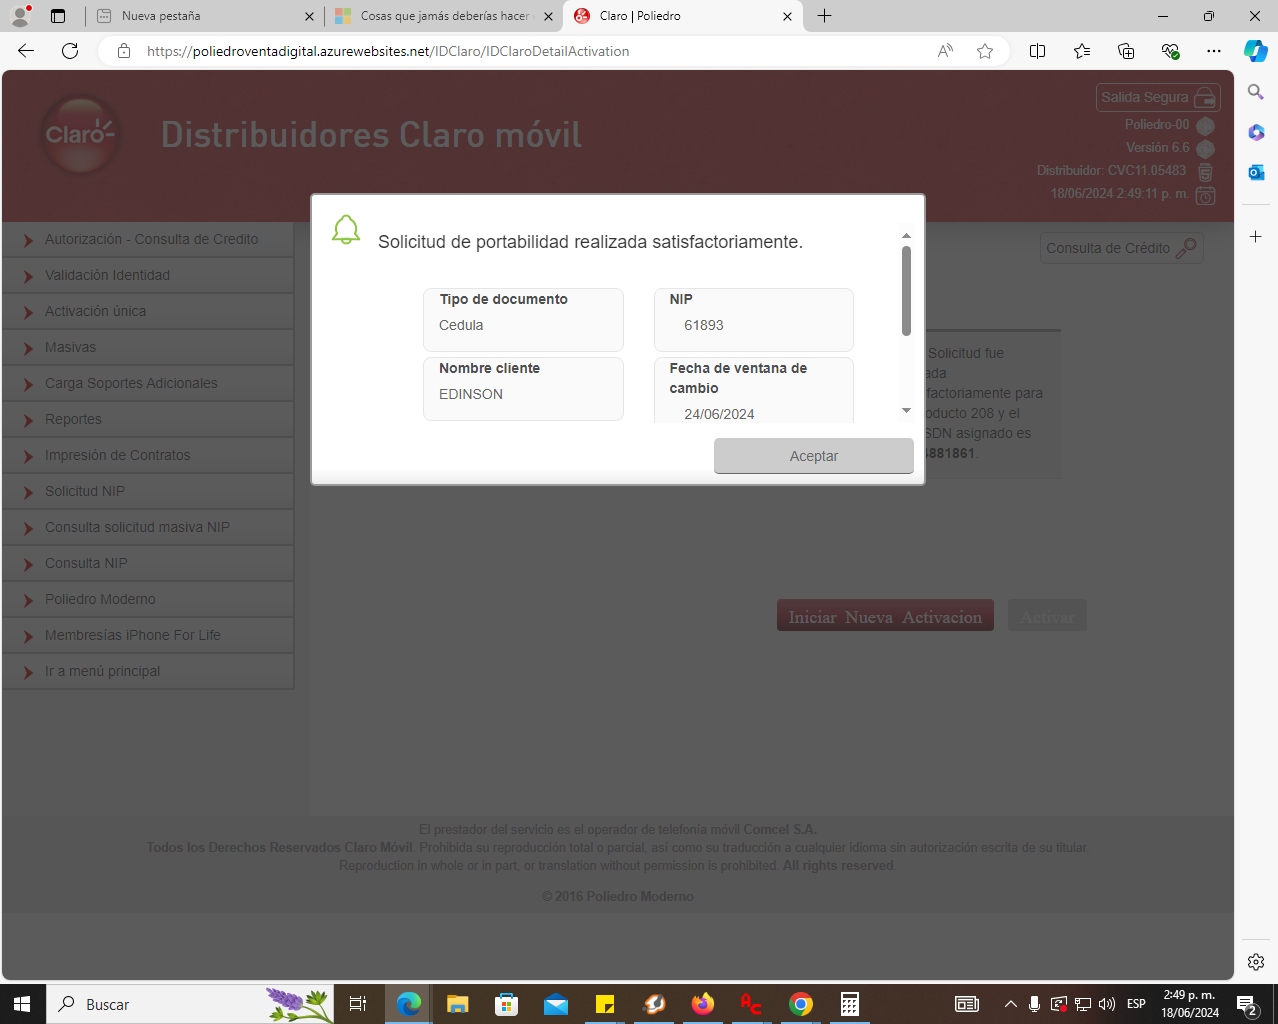 Nueva pestaña
Cosas que jamás deberías hacer
Claro | Poliedro
https://poliedroventadigital.azurewebsites.net/IDClaro/IDClaroDetailActivation
Claro
Distribuidores Claro móvil
Salida Segura
Poliedro-00
Versión 6.6
Distribuidor: CVC11.05483
18/06/2024 2:49:11 p. m.
Autorización - Consulta de Credito
Validación Identidad
Activación única
Masivas
Carga Soportes Adicionales
Reportes
Impresión de Contratos
Solicitud NIP
Consulta solicitud masiva NIP
Consulta NIP
Poliedro Moderno
Membresías iPhone For Life
Ir a menú principal
Consulta de Crédito
Solicitud de portabilidad realizada satisfactoriamente.
Tipo de documento
Cedula
NIP
61893
Nombre cliente
EDINSON
Fecha de ventana de
cambio
24/06/2024
Aceptar
Solicitud fue
ada
factoriamente para
oducto 208 y el
SDN asignado es
4881861.
Iniciar Nueva Activacion
Activar
El prestador del servicio es el operador de telefonía móvil Comcel S.A.
Todos los Derechos Reservados Claro Móvil. Prohibida su reproducción total o parcial, así como su traducción a cualquier idioma sin autorización escrita de su titular.
Reproduction in whole or in part, or translation without permission is prohibited. All rights reserved.
© 2016 Poliedro Moderno
Buscar
ESP
2:49 p. m.
18/06/2024
2